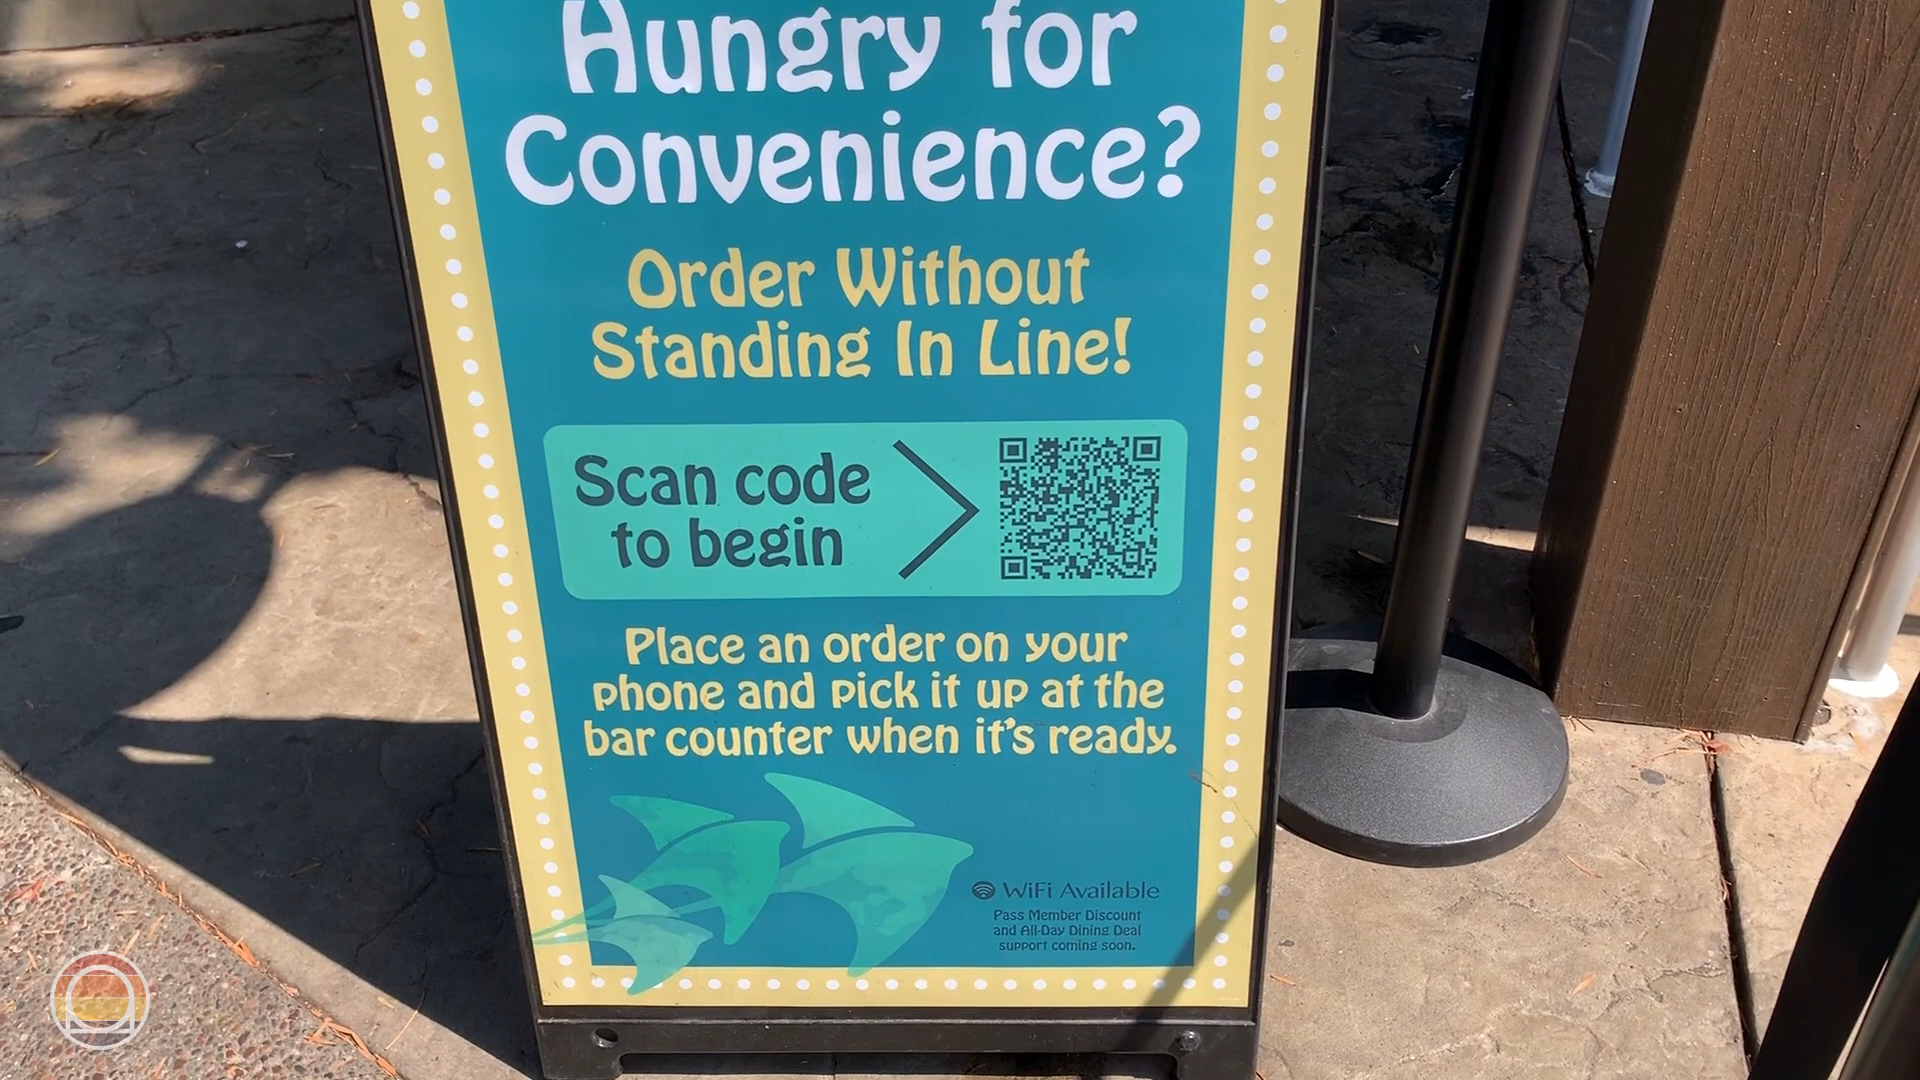 Hungry for
Convenience?
Order Without
Standing In Line!
Scan code
to begin
Place an order on your
phone and pick it up at the
bar counter when it's ready.
WiFi Available
Pass Member Discount
and All-Day Dining Deal
support coming soon.